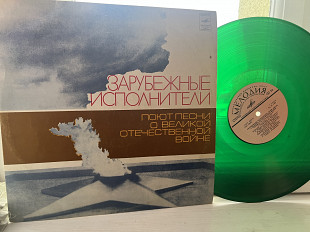 ЗАРУБЕЖНЫЕ
ИСПОЛНИТЕЛИ
ПОЮТ ПЕСНИ
О ВЕЛИКОЙ
ОТЕЧЕСТВЕННОЙ
ВОЙНЕ
МЕЛОДИЯ